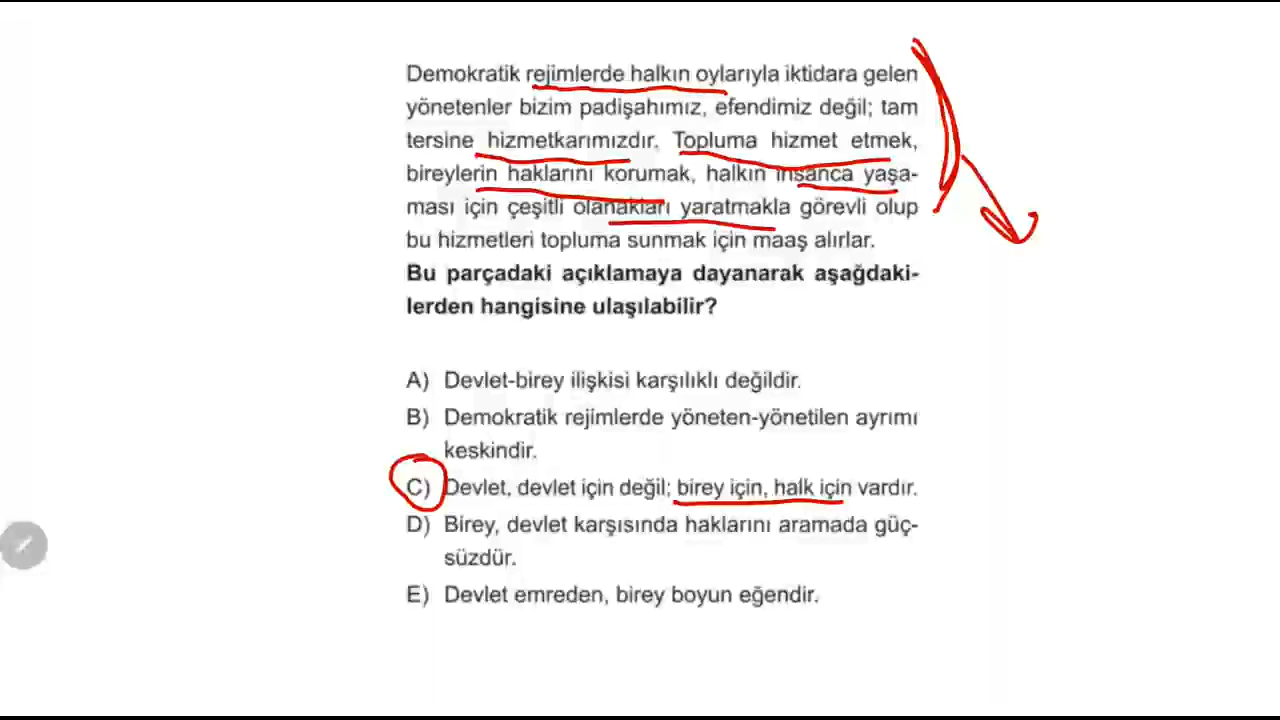 Demokratik rejimlerde halkın oylarıyla iktidara gelen
yönetenler bizim padişahımız, efendimiz değil; tam
tersine hizmetkarımızdır. Topluma hizmet etmek,
bireylerin haklarını korumak, halkın insanca yaşa-
ması için çeşitli olanakları yaratmakla görevli olup
bu hizmetleri topluma sunmak için maaş alırlar.
Bu parçadaki açıklamaya dayanarak aşağdaki-
lerden hangisine ulaşılabilir?
A) Devlet-birey ilişkisi karşılıklı değildir.
B) Demokratik rejimlerde yöneten-yönetilen ayrımı
keskindir.
C) Devlet, devlet için değil; birey için, halk için vardır.
D) Birey, devlet karşısında haklarını aramada güç-
süzdür.
E) Devlet emreden, birey boyun eğendir.